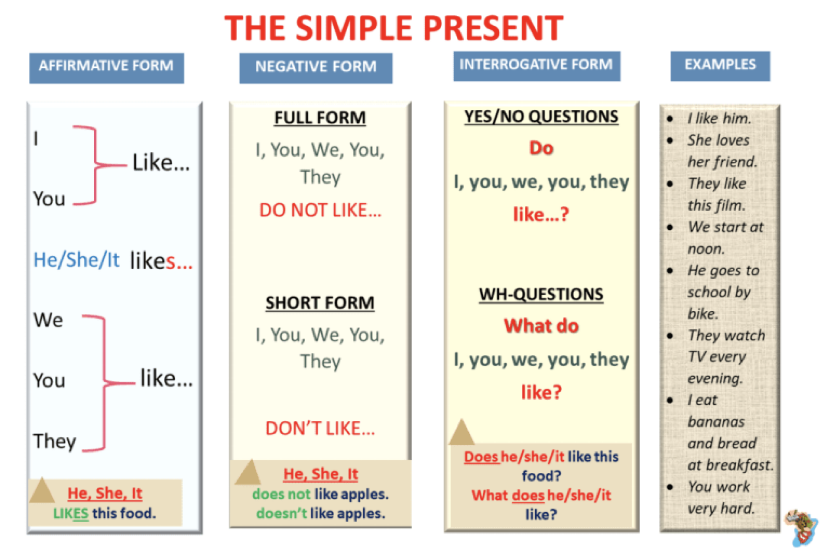 THE SIMPLE PRESENT
AFFIRMATIVE FORM
I
You
Like...
He/She/It likes...
We
You
They
like...
He, She, It
LIKES this food.
NEGATIVE FORM
FULL FORM
I, You, We, You,
They
DO NOT LIKE...
SHORT FORM
I, You, We, You,
They
DON'T LIKE...
He, She, It
does not like apples.
doesn't like apples.
INTERROGATIVE FORM
YES/NO QUESTIONS
Do
I, you, we, you, they
like...?
WH-QUESTIONS
What do
I, you, we, you, they
like?
Does he/she/it like this
food?
What does he/she/it
like?
EXAMPLES
• I like him.
• She loves
her friend.
• They like
this film.
• We start at
noon.
• He goes to
school by
bike.
• They watch
TV every
evening.
• I eat
bananas
and bread
at breakfast.
• You work
very hard.